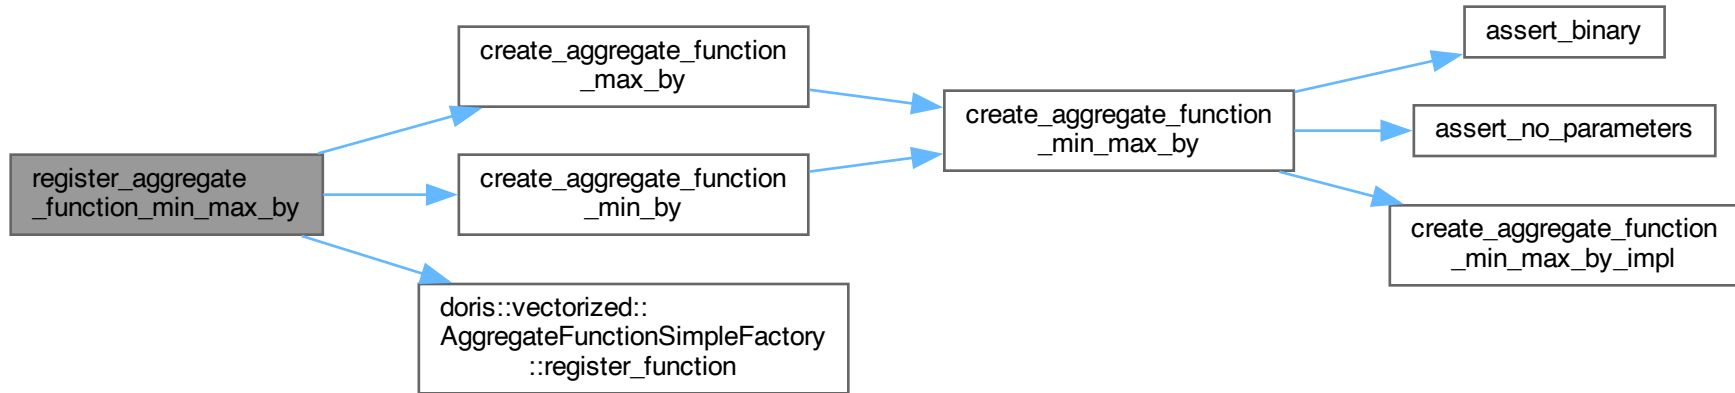 register_aggregate
_function_min_max_by
create_aggregate_function
_max_by
create_aggregate_function
_min_by
doris::vectorized::
AggregateFunctionSimpleFactory
::register_function
create_aggregate_function
_min_max_by
assert_binary
assert_no_parameters
create_aggregate_function
_min_max_by_impl